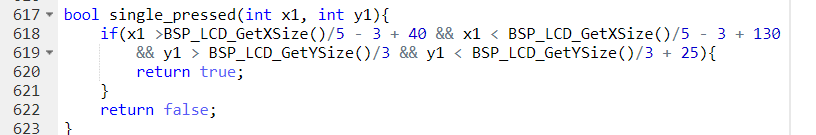 617 bool single_pressed(int x1, int y1){
618 if(x1 >BSP_LCD_GetXSize()/5 - 3 + 40 && x1 < BSP_LCD_GetXSize()/5 - 3 + 130
619 && y1 > BSP_LCD_GetYSize()/3 && y1 < BSP_LCD_GetYSize()/3 + 25){
620 return true;
621 }
622 return false;
623 }